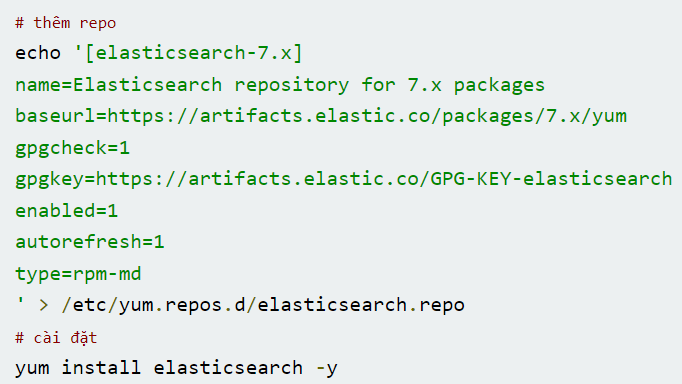 # thêm repo
echo '[elasticsearch-7.x]
name=Elasticsearch repository for 7.x packages
baseurl=https://artifacts.elastic.co/packages/7.x/yum
gpgcheck=1
gpgkey=https://artifacts.elastic.co/GPG-KEY-elasticsearch
enabled=1
autorefresh=1
type=rpm-md
' > /etc/yum.repos.d/elasticsearch.repo
# cài đặt
yum install elasticsearch -y